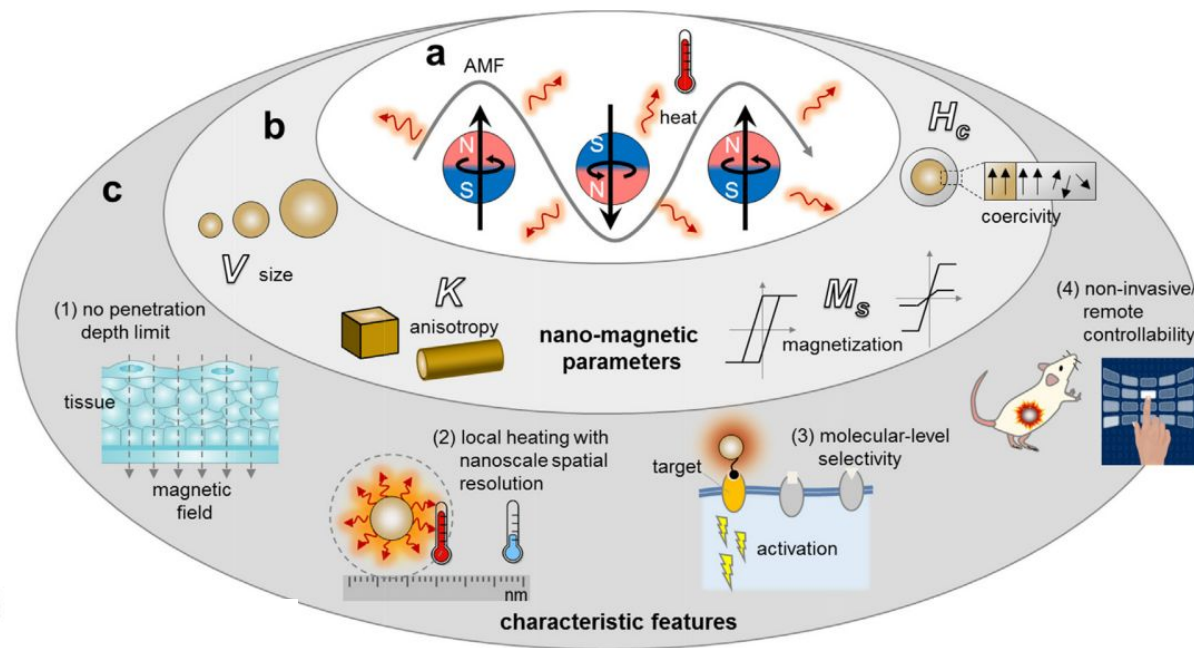 a
AMF
heat
N
S
S
N
N
S
b
V size
K
anisotropy
M_s
magnetization
H_c
coercivity
nano-magnetic
parameters
c
(1) no penetration
depth limit
tissue
magnetic
field
(2) local heating with
nanoscale spatial
resolution
nm
(3) molecular-level
selectivity
target
activation
(4) non-invasive/
remote
controllability
characteristic features